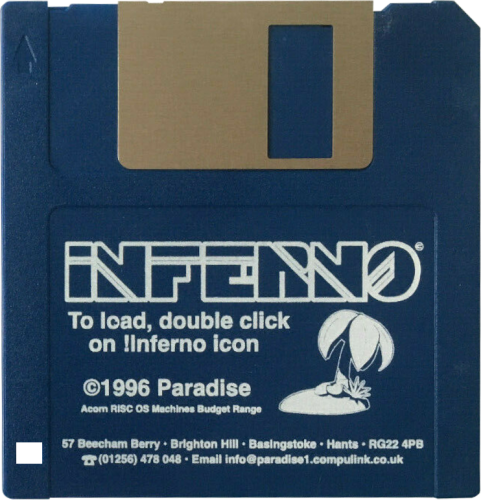 INFERNO©
To load, double click
on !Inferno icon
©1996 Paradise
Acorn RISC OS Machines Budget Range
57 Beecham Berry · Brighton Hill · Basingstoke · Hants · RG22 4PB
☎(01256) 478 048 · Email info@paradise1.compulink.co.uk